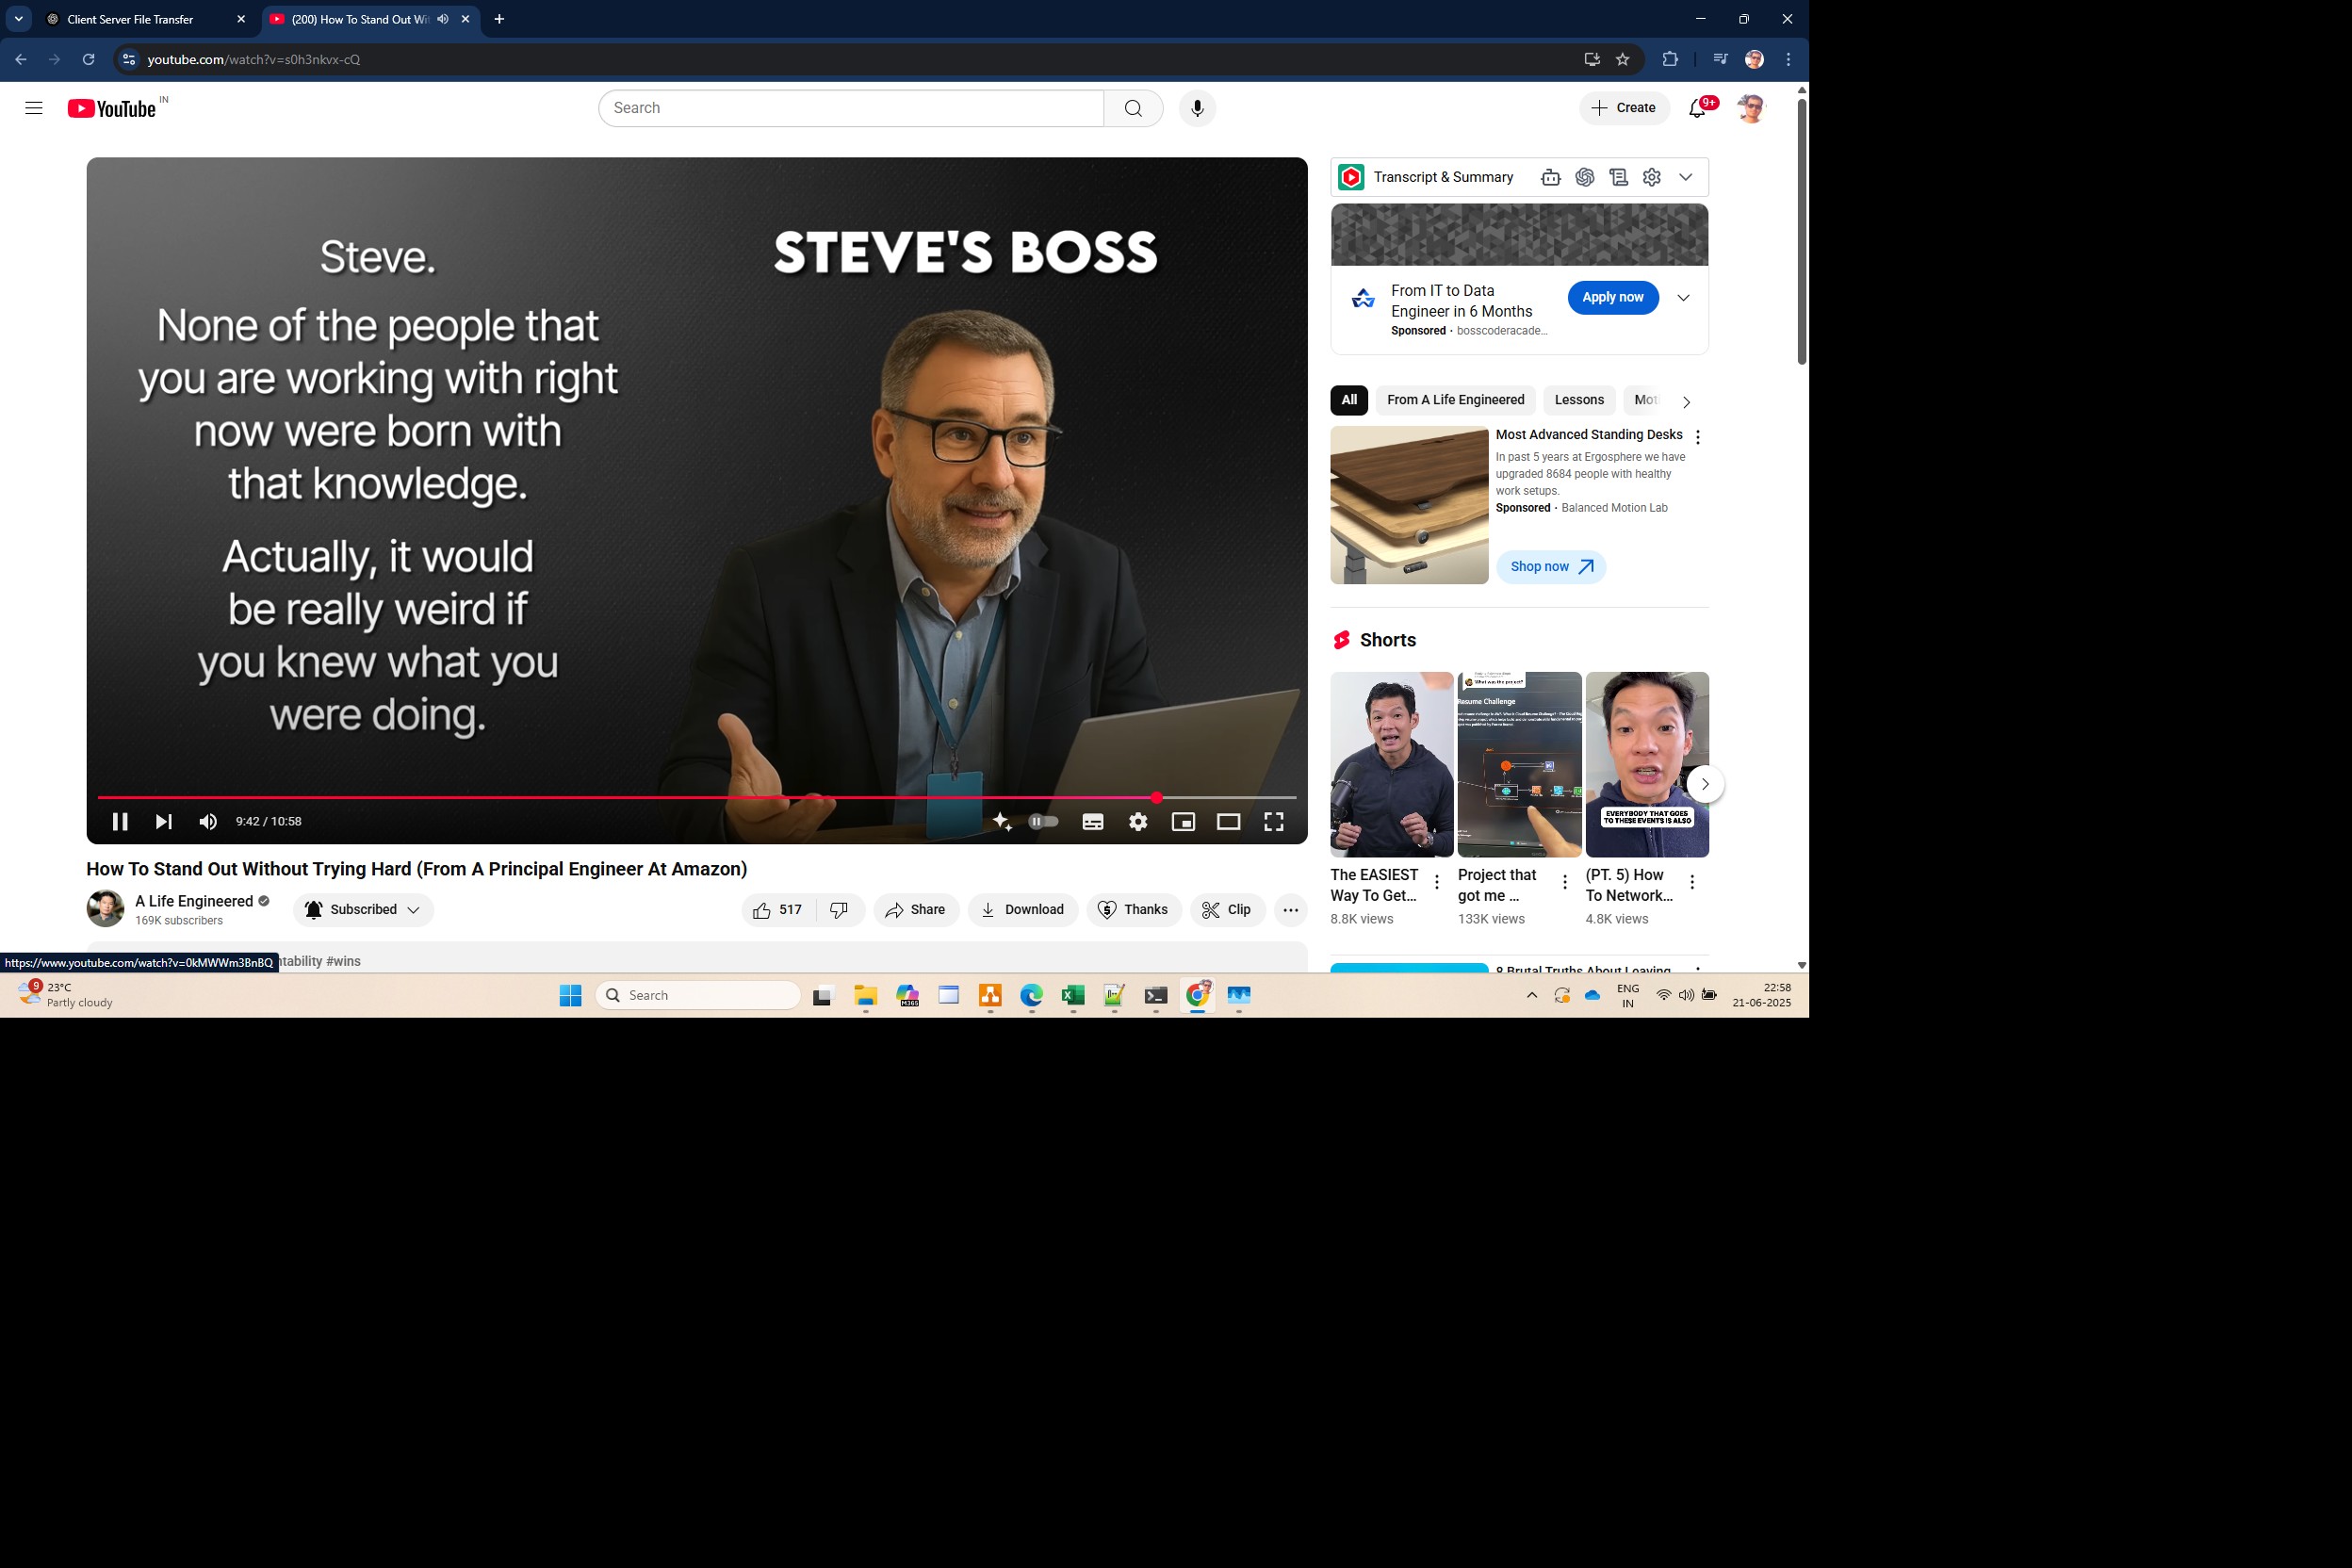 Client Server File Transfer
(200) How To Stand Out Wi
youtube.com/watch?v=s0h3nkvx-cQ
YouTube IN
Search
Create
9+
Steve.
None of the people that
you are working with right
now were born with
that knowledge.
Actually, it would
be really weird if
you knew what you
were doing.
STEVE'S BOSS
9:42 / 10:58
How To Stand Out Without Trying Hard (From A Principal Engineer At Amazon)
A Life Engineered
169K subscribers
Subscribed
517
Share
Download
Thanks
Clip
ntability #wins
https://www.youtube.com/watch?v=0kMWWm3BnBQ
Transcript & Summary
From IT to Data
Engineer in 6 Months
Sponsored · bosscoderacade...
Apply now
All
From A Life Engineered
Lessons
Mot
Most Advanced Standing Desks
In past 5 years at Ergosphere we have
upgraded 8684 people with healthy
work setups.
Sponsored · Balanced Motion Lab
Shop now
Shorts
What was the project?
Resume Challenge
EVERYBODY THAT GOES
TO THESE EVENTS IS ALSO
The EASIEST
Way To Get...
8.8K views
Project that
got me ...
133K views
(PT. 5) How
To Network...
4.8K views
8 Brutal Truths About Leaving
9
23°C
Partly cloudy
Search
M365
ENG
IN
22:58
21-06-2025